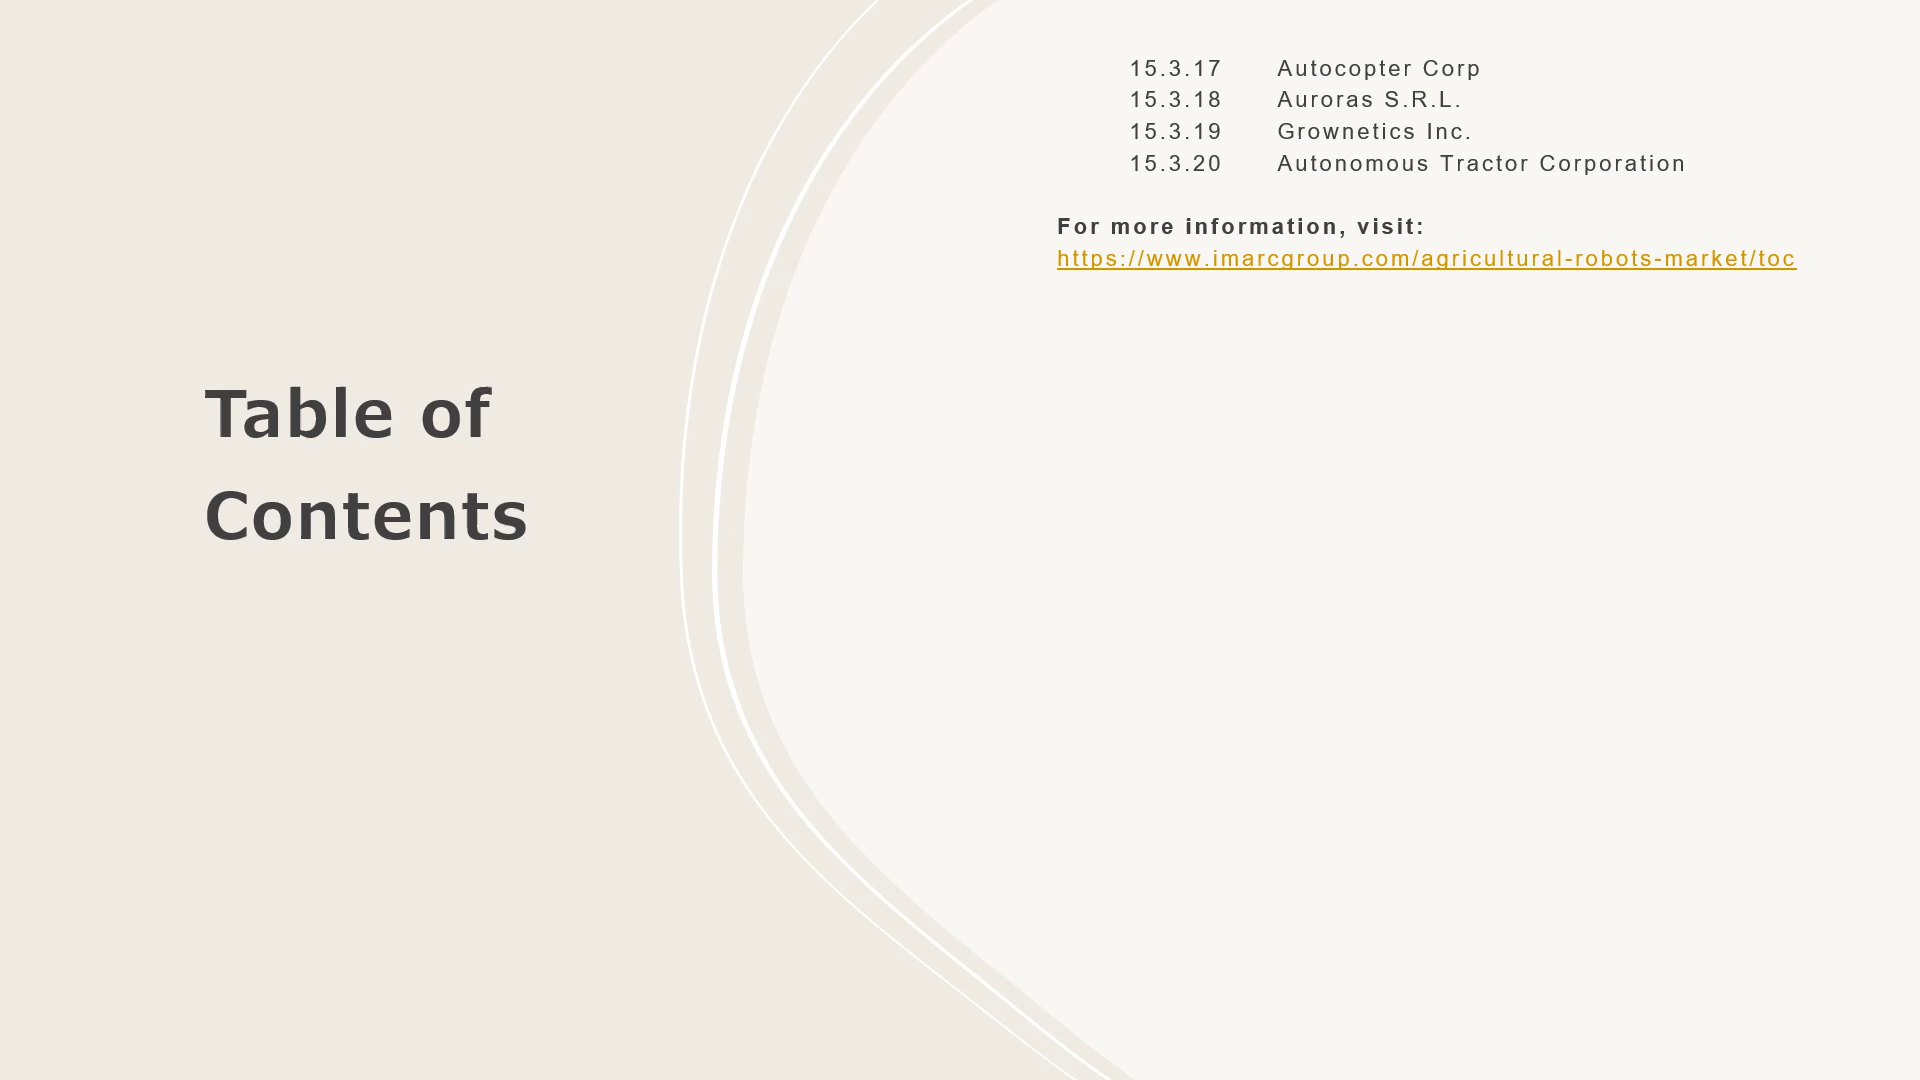 Table of
Contents
15.3.17 Autocopter Corp
15.3.18 Auroras S.R.L.
15.3.19 Grownetics Inc.
15.3.20 Autonomous Tractor Corporation
For more information, visit:
https://www.imarcgroup.com/agricultural-robots-market/toc